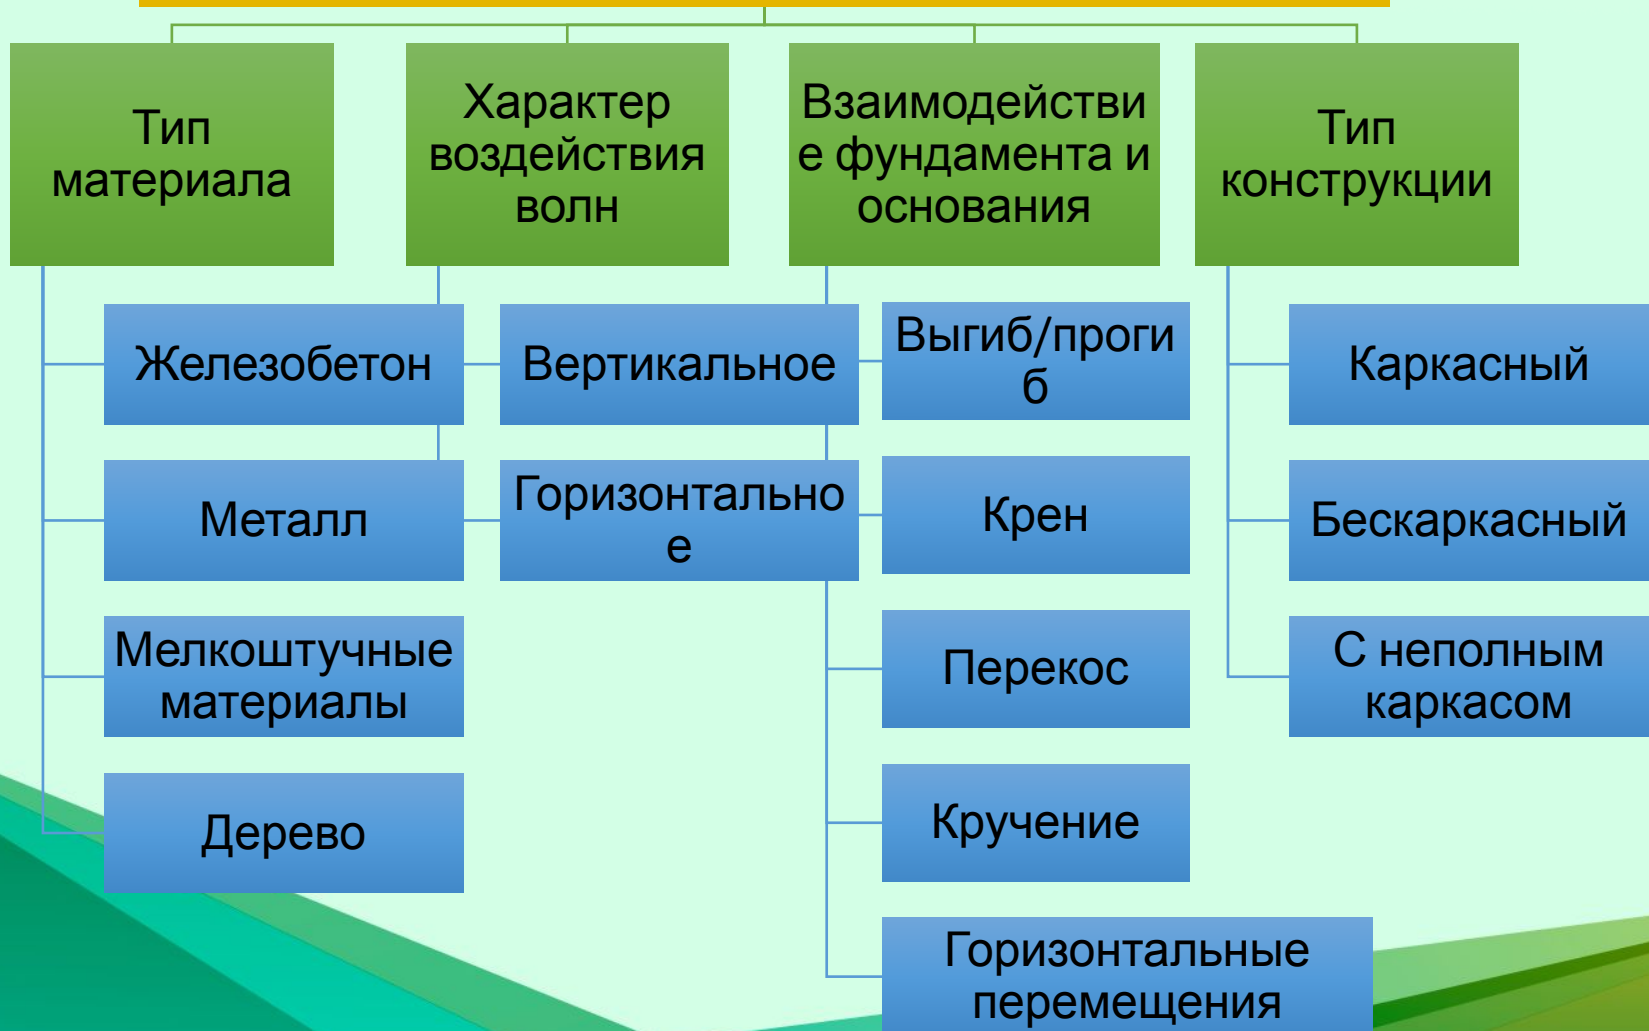 Тип
материала
Характер
воздействия
волн
Взаимодействи
е фундамента и
основания
Тип
конструкции
Железобетон
Металл
Мелкоштучные
материалы
Дерево
Вертикальное
Горизонтально
е
Выгиб/проги
б
Крен
Перекос
Кручение
Горизонтальные
перемещения
Каркасный
Бескаркасный
С неполным
каркасом